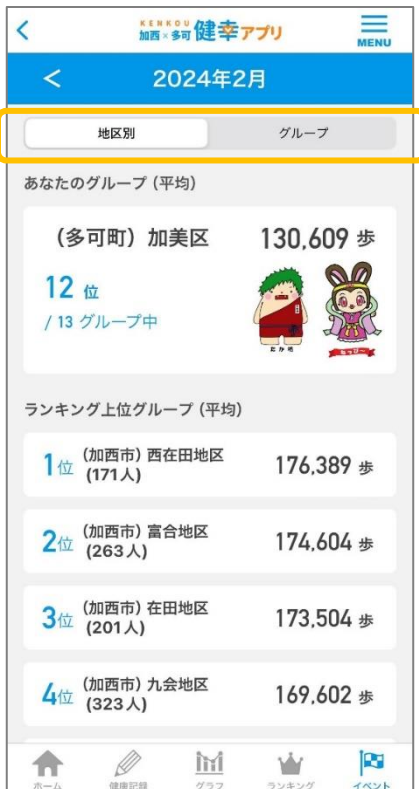 KENKOU
加西×多可 健幸アプリ
MENU
2024年2月
地区別 グループ
あなたのグループ (平均)
(多可町) 加美区 130,609 歩
12 位
/ 13 グループ中
たか坊
ランキング上位グループ (平均)
1位 (加西市) 西在田地区 176,389 歩
(171人)
2位 (加西市) 富合地区 174,604 歩
(263人)
3位 (加西市) 在田地区 173,504 歩
(201人)
4位 (加西市) 九会地区 169,602 歩
(323人)
ホーム 健康記録 グラフ ランキング イベント